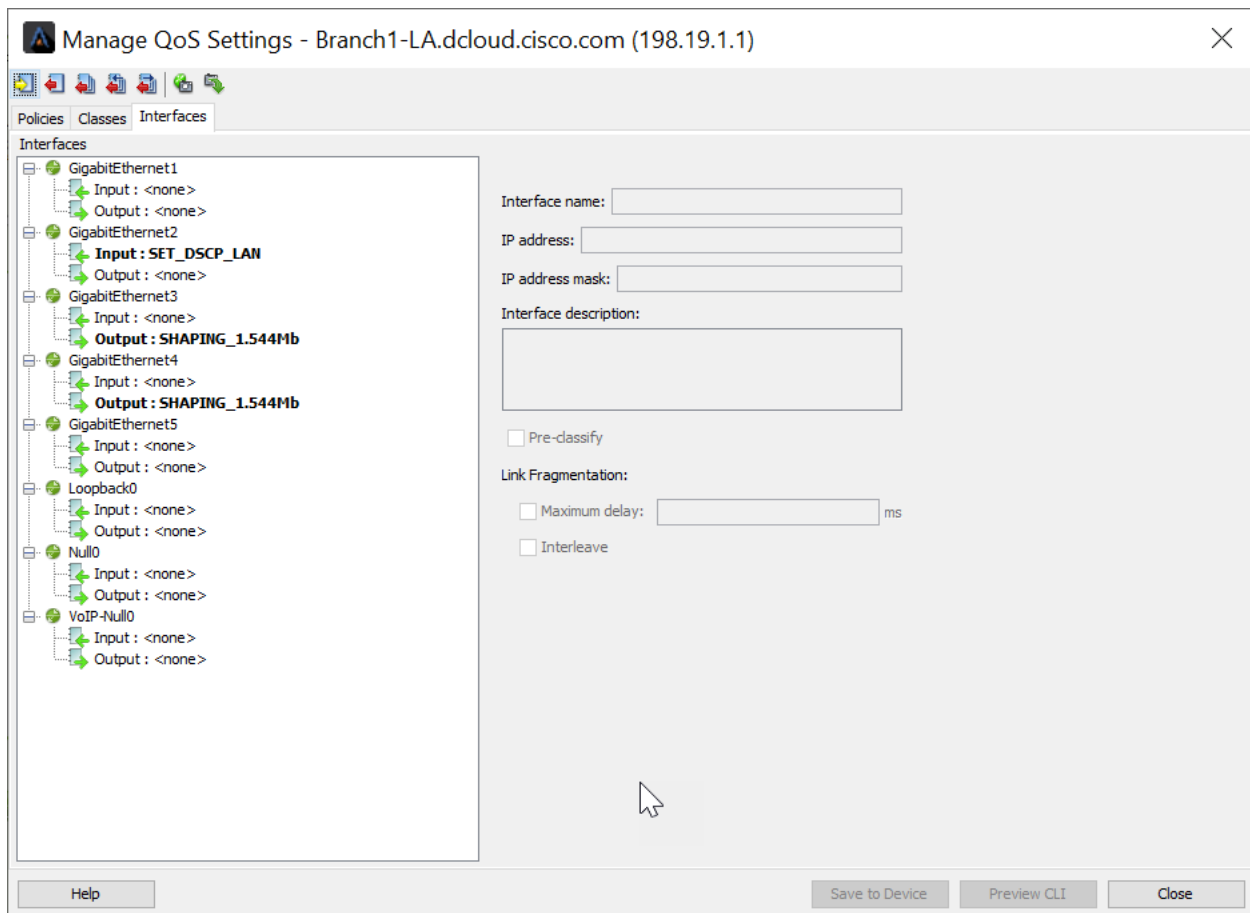 Manage QoS Settings - Branch1-LA.dcloud.cisco.com (198.19.1.1)
Policies Classes Interfaces
Interfaces
GigabitEthernet1
Input : <none>
Output : <none>
GigabitEthernet2
Input : SET_DSCP_LAN
Output : <none>
GigabitEthernet3
Input : <none>
Output : SHAPING_1.544Mb
GigabitEthernet4
Input : <none>
Output : SHAPING_1.544Mb
GigabitEthernet5
Input : <none>
Output : <none>
Loopback0
Input : <none>
Output : <none>
Null0
Input : <none>
Output : <none>
VoIP-Null0
Input : <none>
Output : <none>
Interface name:
IP address:
IP address mask:
Interface description:
Pre-classify
Link Fragmentation:
Maximum delay: ms
Interleave
Help Save to Device Preview CLI Close